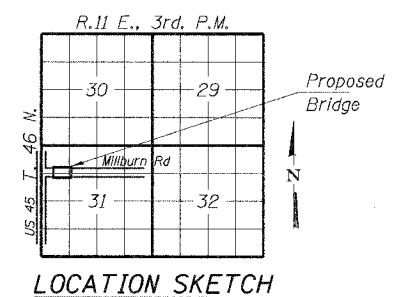 R.11 E., 3rd. P.M.
30
29
Proposed
Bridge
T. 46 N.
US 45
Millburn Rd
31
32
N
LOCATION SKETCH